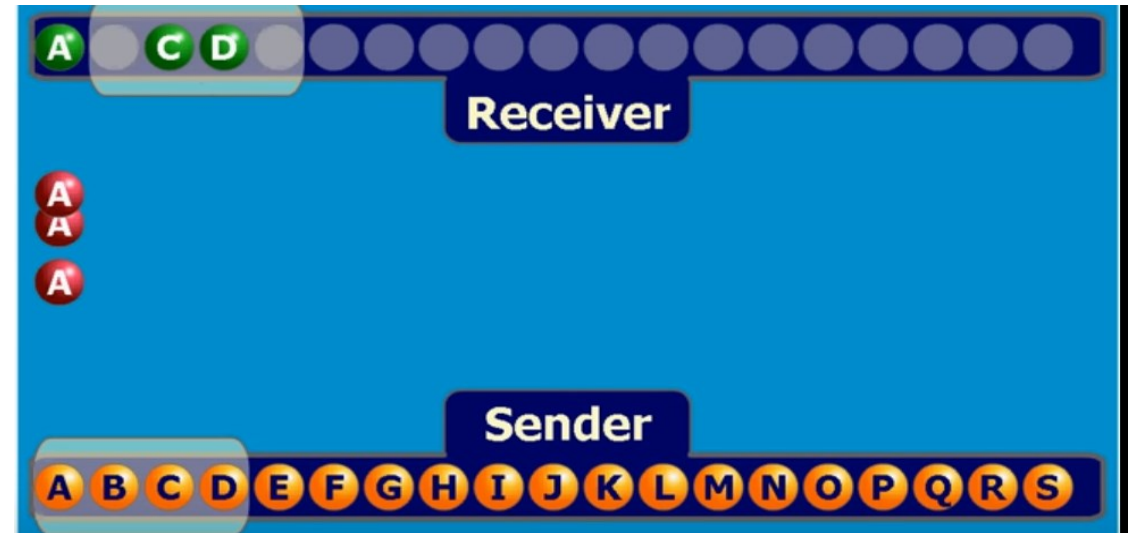 A C D
Receiver
A
A
A
Sender
A B C D E F G H I J K L M N O P Q R S